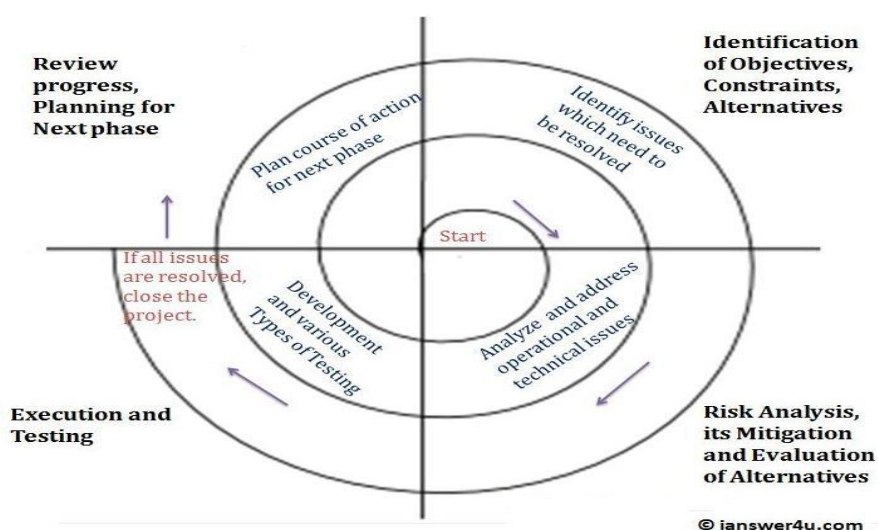 Review
progress,
Planning for
Next phase
Identification
of Objectives,
Constraints,
Alternatives
Plan course of action
for next phase
Identify issues
which need to
be resolved
Start
If all issues
are resolved,
close the
project.
Development
and various
Types of Testing
Analyze and address
operational and
technical issues
Execution and
Testing
Risk Analysis,
its Mitigation
and Evaluation
of Alternatives
© ianswer4u.com